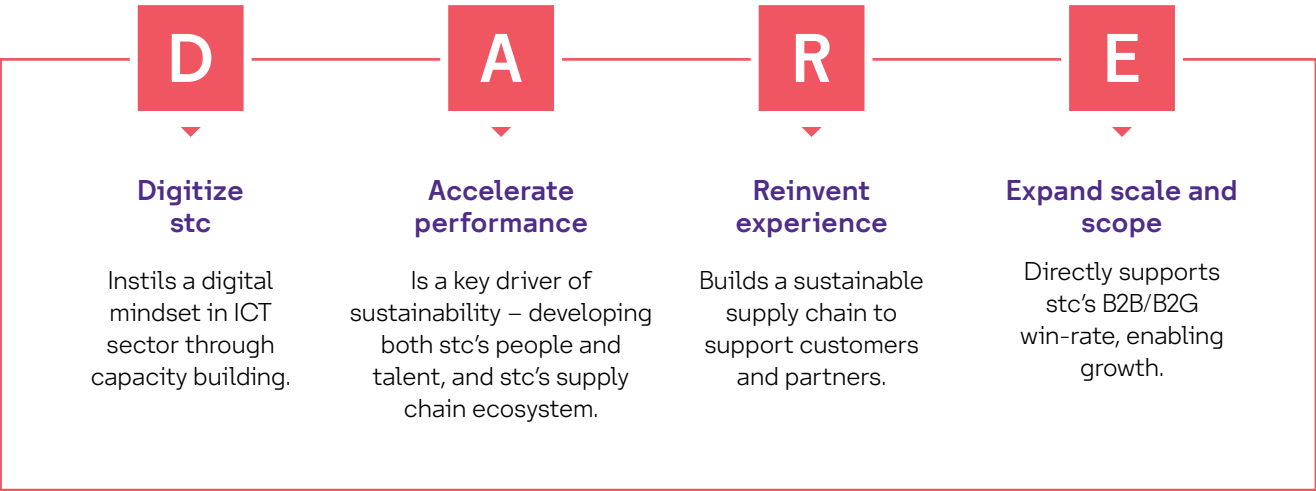 D
Digitize
stc
Instils a digital
mindset in ICT
sector through
capacity building.
A
Accelerate
performance
Is a key driver of
sustainability – developing
both stc's people and
talent, and stc's supply
chain ecosystem.
R
Reinvent
experience
Builds a sustainable
supply chain to
support customers
and partners.
E
Expand scale and
scope
Directly supports
stc's B2B/B2G
win-rate, enabling
growth.